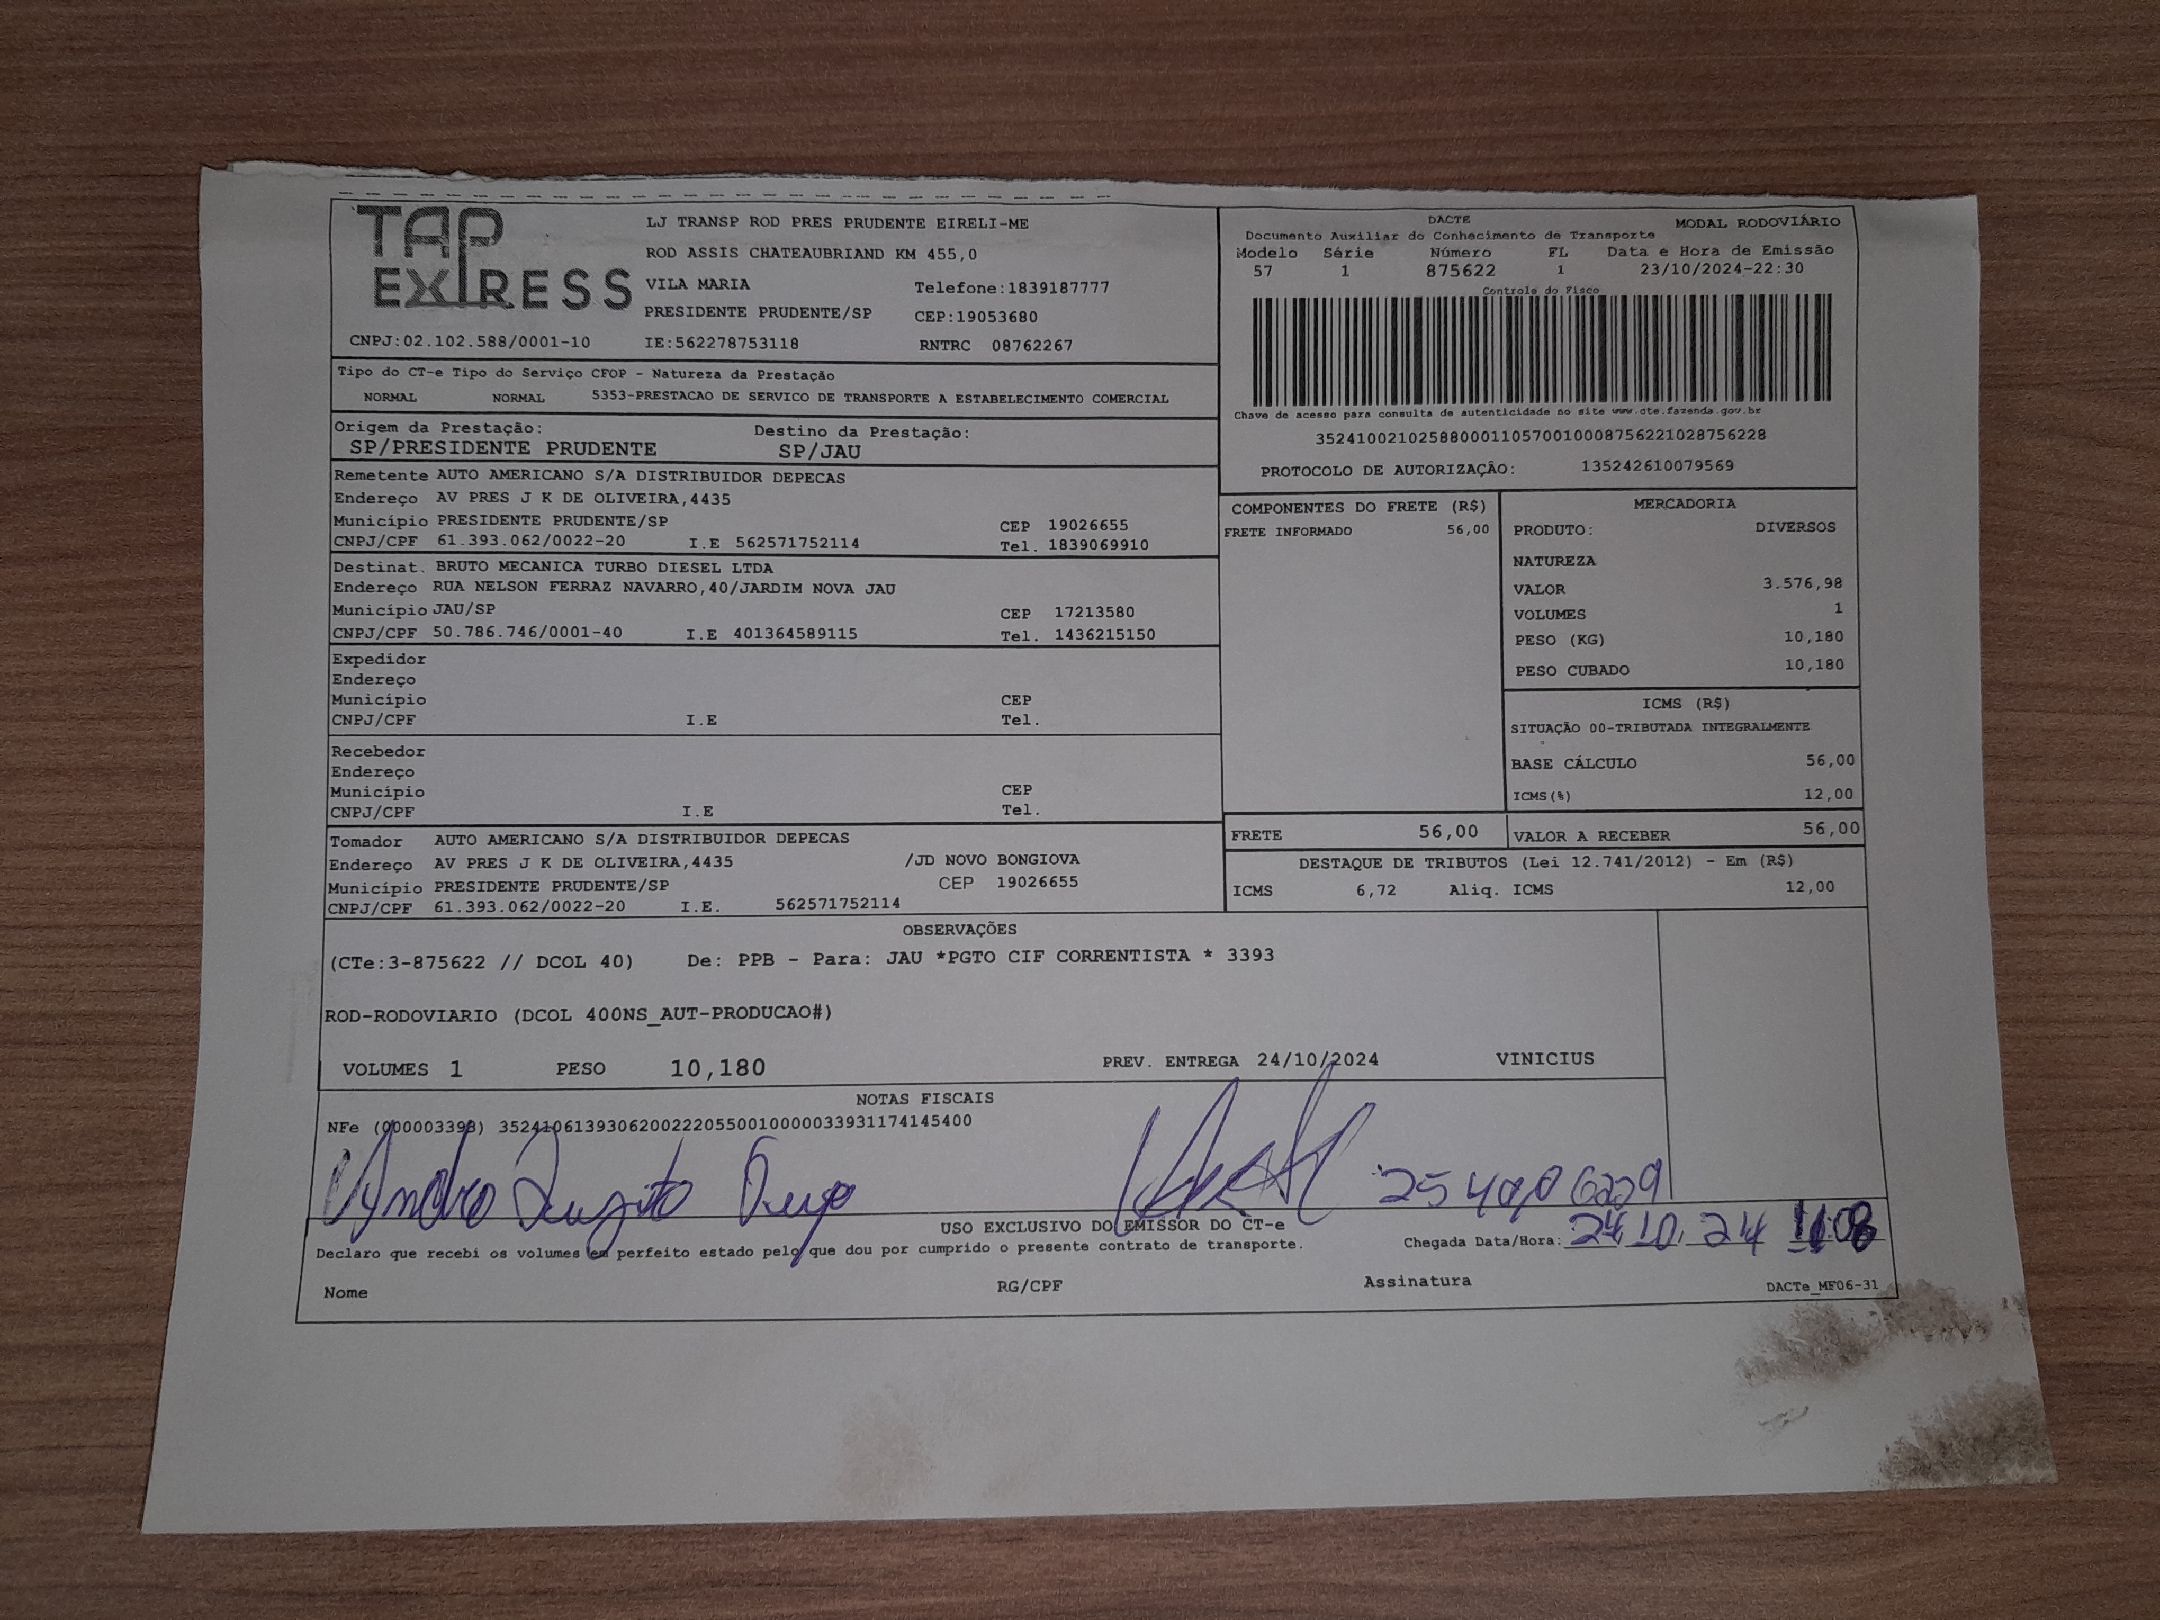 TAP EXPRESS
LJ TRANSP ROD PRES PRUDENTE EIRELI-ME
ROD ASSIS CHATEAUBRIAND KM 455,0
VILA MARIA Telefone:1839187777
PRESIDENTE PRUDENTE/SP CEP:19053680
CNPJ:02.102.588/0001-10 IE:562278753118 RNTRC 08762267
DACTE MODAL RODOVIÁRIO
Documento Auxiliar do Conhecimento de Transporte
Modelo Série Número FL Data e Hora de Emissão
57 1 875622 1 23/10/2024-22:30
Controle do Fisco
Chave de acesso para consulta de autenticidade no site www.cte.fazenda.gov.br
35241002102588000110570010008756221028756228
PROTOCOLO DE AUTORIZAÇÃO: 135242610079569
Tipo do CT-e Tipo do Serviço CFOP - Natureza da Prestação
NORMAL NORMAL 5353-PRESTACAO DE SERVICO DE TRANSPORTE A ESTABELECIMENTO COMERCIAL
Origem da Prestação: Destino da Prestação:
SP/PRESIDENTE PRUDENTE SP/JAU
Remetente AUTO AMERICANO S/A DISTRIBUIDOR DEPECAS
Endereço AV PRES J K DE OLIVEIRA,4435
Município PRESIDENTE PRUDENTE/SP CEP 19026655
CNPJ/CPF 61.393.062/0022-20 I.E 562571752114 Tel. 1839069910
Destinat. BRUTO MECANICA TURBO DIESEL LTDA
Endereço RUA NELSON FERRAZ NAVARRO,40/JARDIM NOVA JAU
Município JAU/SP CEP 17213580
CNPJ/CPF 50.786.746/0001-40 I.E 401364589115 Tel. 1436215150
Expedidor
Endereço
Município CEP
CNPJ/CPF I.E Tel.
Recebedor
Endereço
Município CEP
CNPJ/CPF I.E Tel.
Tomador AUTO AMERICANO S/A DISTRIBUIDOR DEPECAS
Endereço AV PRES J K DE OLIVEIRA,4435 /JD NOVO BONGIOVA
Município PRESIDENTE PRUDENTE/SP CEP 19026655
CNPJ/CPF 61.393.062/0022-20 I.E. 562571752114
COMPONENTES DO FRETE (R$)
FRETE INFORMADO 56,00
MERCADORIA
PRODUTO: DIVERSOS
NATUREZA
VALOR 3.576,98
VOLUMES 1
PESO (KG) 10,180
PESO CUBADO 10,180
ICMS (R$)
SITUAÇÃO 00-TRIBUTADA INTEGRALMENTE
BASE CÁLCULO 56,00
ICMS(%) 12,00
FRETE 56,00 VALOR A RECEBER 56,00
DESTAQUE DE TRIBUTOS (Lei 12.741/2012) - Em (R$)
ICMS 6,72 Aliq. ICMS 12,00
OBSERVAÇÕES
(CTe:3-875622 // DCOL 40) De: PPB - Para: JAU *PGTO CIF CORRENTISTA * 3393
ROD-RODOVIARIO (DCOL 400NS_AUT-PRODUCAO#)
VOLUMES 1 PESO 10,180 PREV. ENTREGA 24/10/2024 VINICIUS
NOTAS FISCAIS
NFe (000003393) 35241061393062002220550010000033931174145400
USO EXCLUSIVO DO EMISSOR DO CT-e
Declaro que recebi os volumes em perfeito estado pelo que dou por cumprido o presente contrato de transporte. Chegada Data/Hora: 24.10.24
Nome RG/CPF Assinatura DACTe_MF06-31